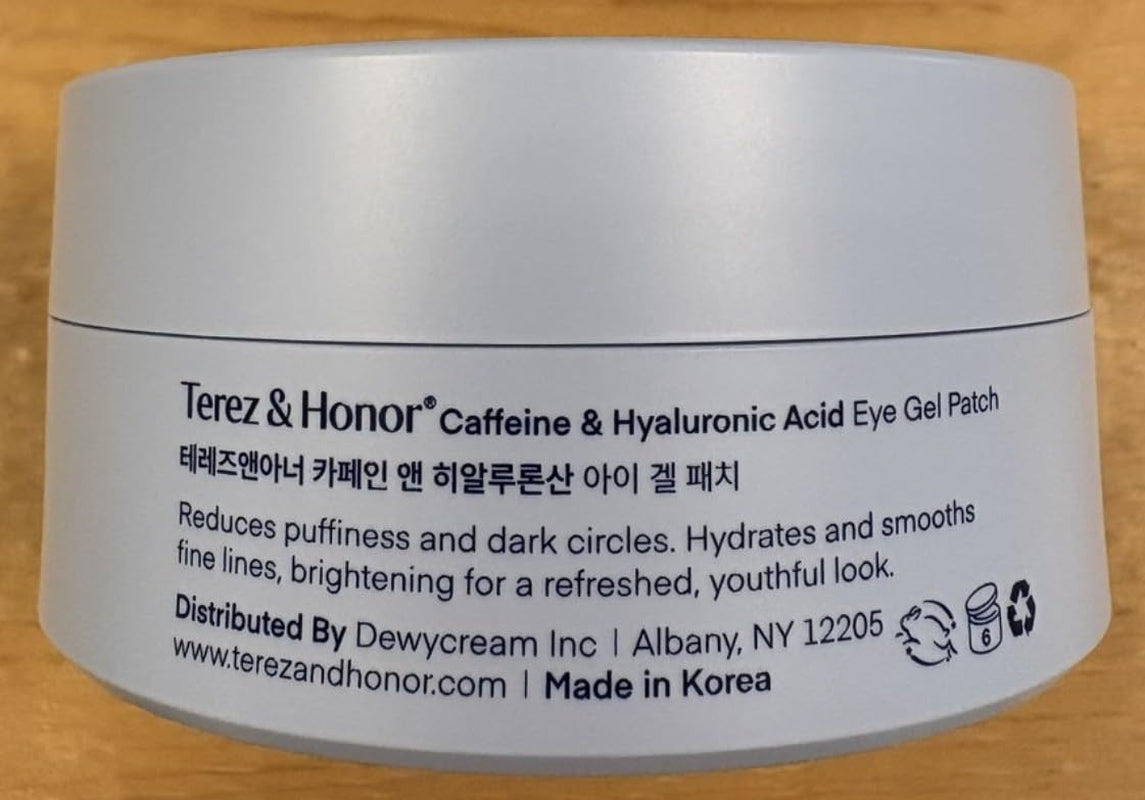 Terez & Honor® Caffeine & Hyaluronic Acid Eye Gel Patch
테레즈앤아너 카페인 앤 히알루론산 아이 겔 패치
Reduces puffiness and dark circles. Hydrates and smooths
fine lines, brightening for a refreshed, youthful look.
Distributed By Dewycream Inc | Albany, NY 12205
6
www.terezandhonor.com | Made in Korea